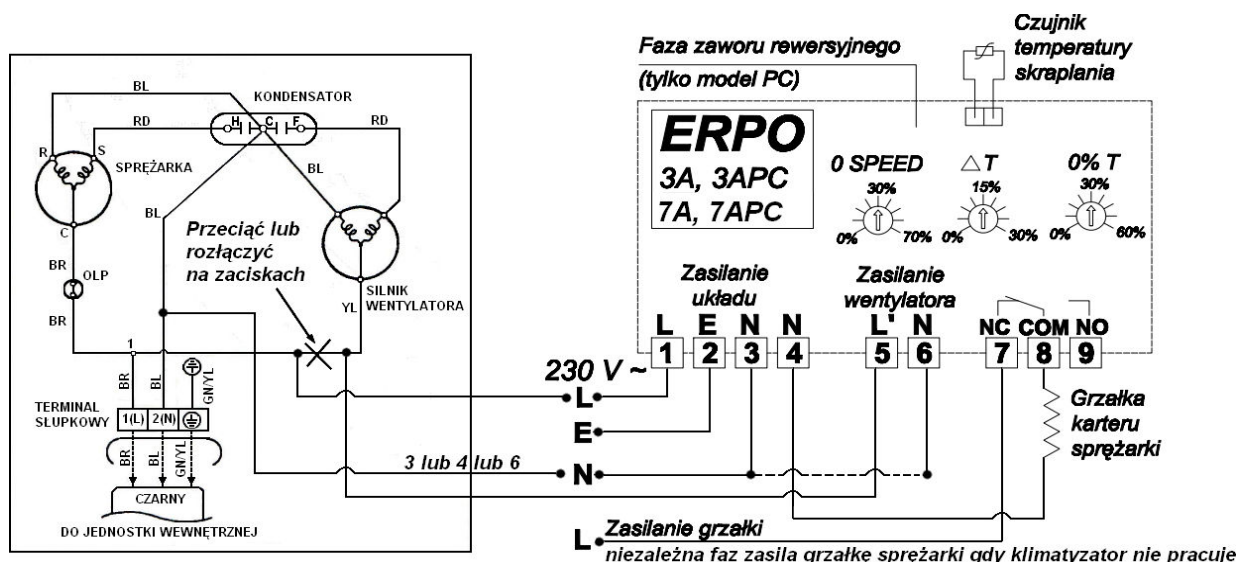 BL
KONDENSATOR
RD
H
C
F
RD
R
S
SPRĘŻARKA
BL
BL
C
BR
OLP
BR
Przeciąć lub
rozłączyć
na zaciskach
SILNIK
WENTYLATORA
YL
1
BR
BL
GN/YL
TERMINAL
SŁUPKOWY
1(L)
2(N)
BR
BL
GN/YL
CZARNY
DO JEDNOSTKI WEWNĘTRZNEJ
3 lub 4 lub 6
Faza zaworu rewersyjnego
(tylko model PC)
Czujnik
temperatury
skraplania
ERPO
3A, 3APC
7A, 7APC
0 SPEED
30%
0%
70%
△ T
15%
0%
30%
0% T
30%
0%
60%
Zasilanie
układu
Zasilanie
wentylatora
L E N N L' N NC COM NO
1 2 3 4 5 6 7 8 9
230 V ~
L
E
N
Grzałka
karteru
sprężarki
L
Zasilanie grzałki
niezależna faz zasila grzałkę sprężarki gdy klimatyzator nie pracuje